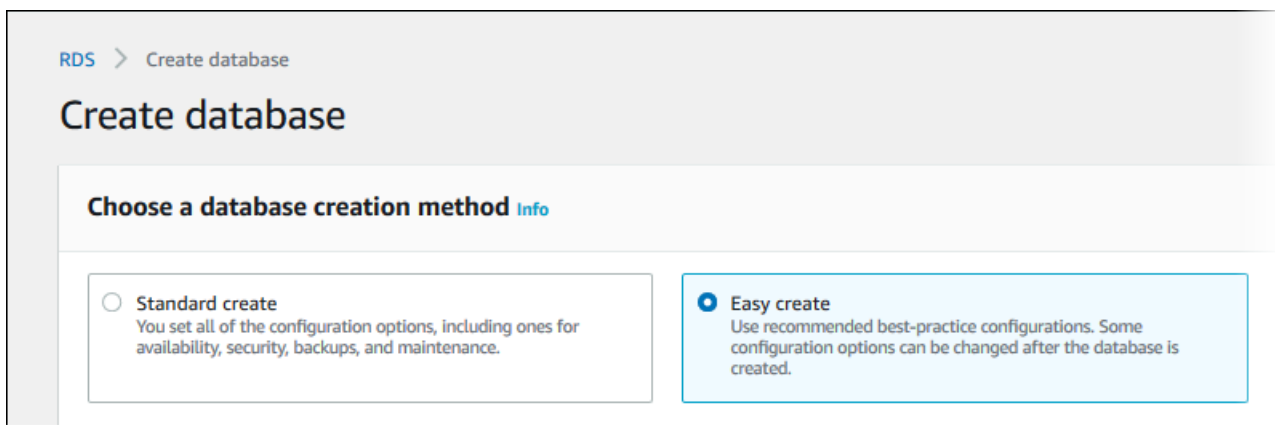 RDS > Create database
Create database
Choose a database creation method Info
Standard create
You set all of the configuration options, including ones for
availability, security, backups, and maintenance.
Easy create
Use recommended best-practice configurations. Some
configuration options can be changed after the database is
created.